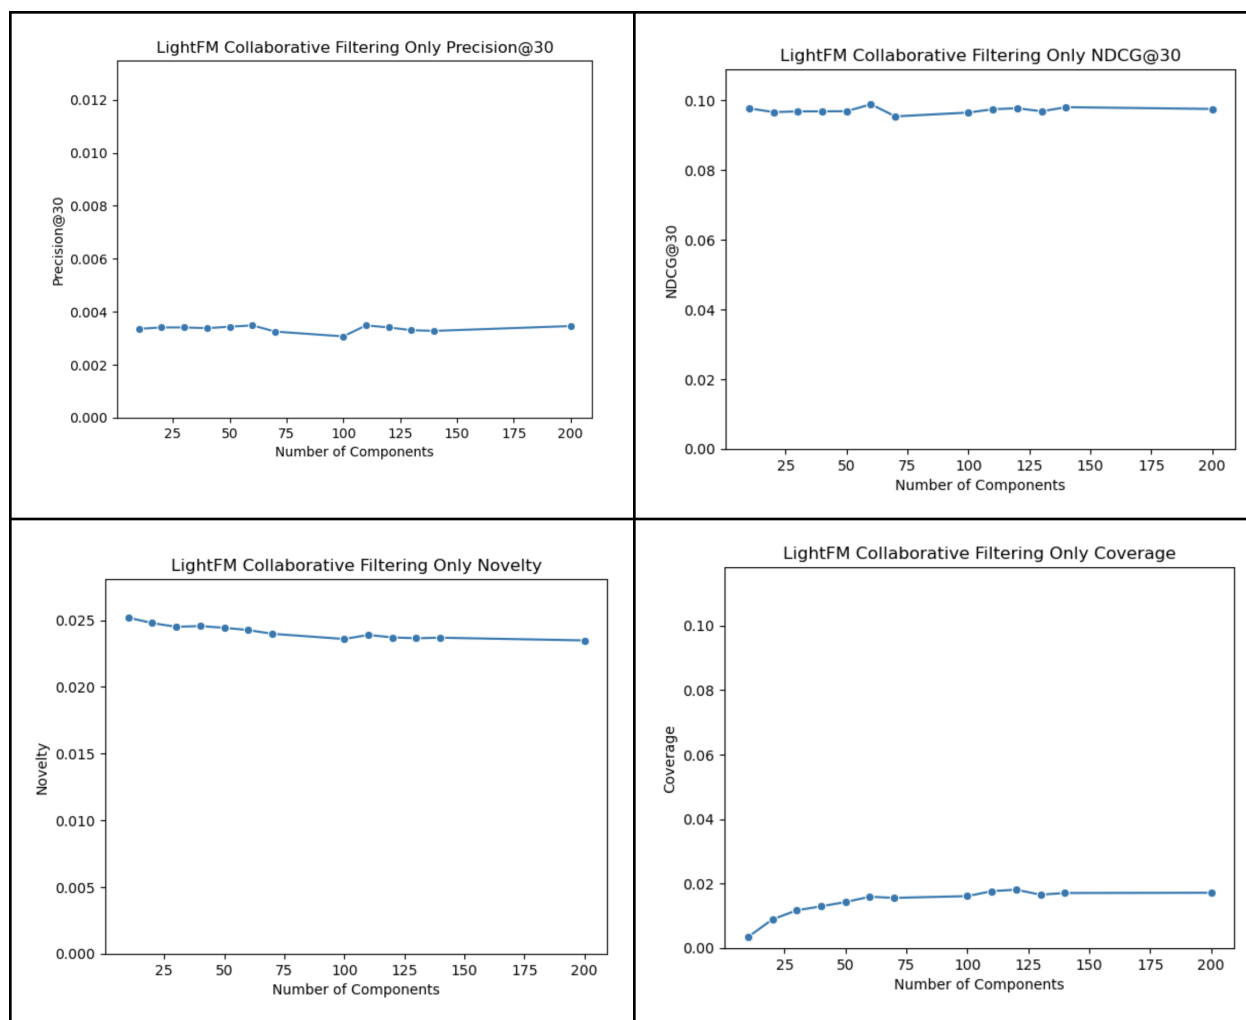 LightFM Collaborative Filtering Only Precision@30
0.012
0.010
0.008
0.006
0.004
0.002
0.000
Precision@30
25 50 75 100 125 150 175 200
Number of Components
LightFM Collaborative Filtering Only NDCG@30
0.10
0.08
0.06
0.04
0.02
0.00
NDCG@30
25 50 75 100 125 150 175 200
Number of Components
LightFM Collaborative Filtering Only Novelty
0.025
0.020
0.015
0.010
0.005
0.000
Novelty
25 50 75 100 125 150 175 200
Number of Components
LightFM Collaborative Filtering Only Coverage
0.10
0.08
0.06
0.04
0.02
0.00
Coverage
25 50 75 100 125 150 175 200
Number of Components